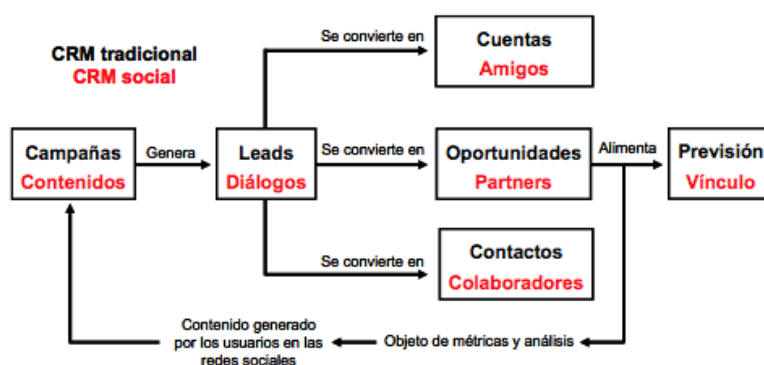 CRM tradicional
CRM social
Se convierte en
Cuentas
Amigos
Campañas
Contenidos
Genera
Leads
Diálogos
Se convierte en
Oportunidades
Partners
Alimenta
Previsión
Vínculo
Se convierte en
Contactos
Colaboradores
Contenido generado
por los usuarios en las
redes sociales
Objeto de métricas y análisis